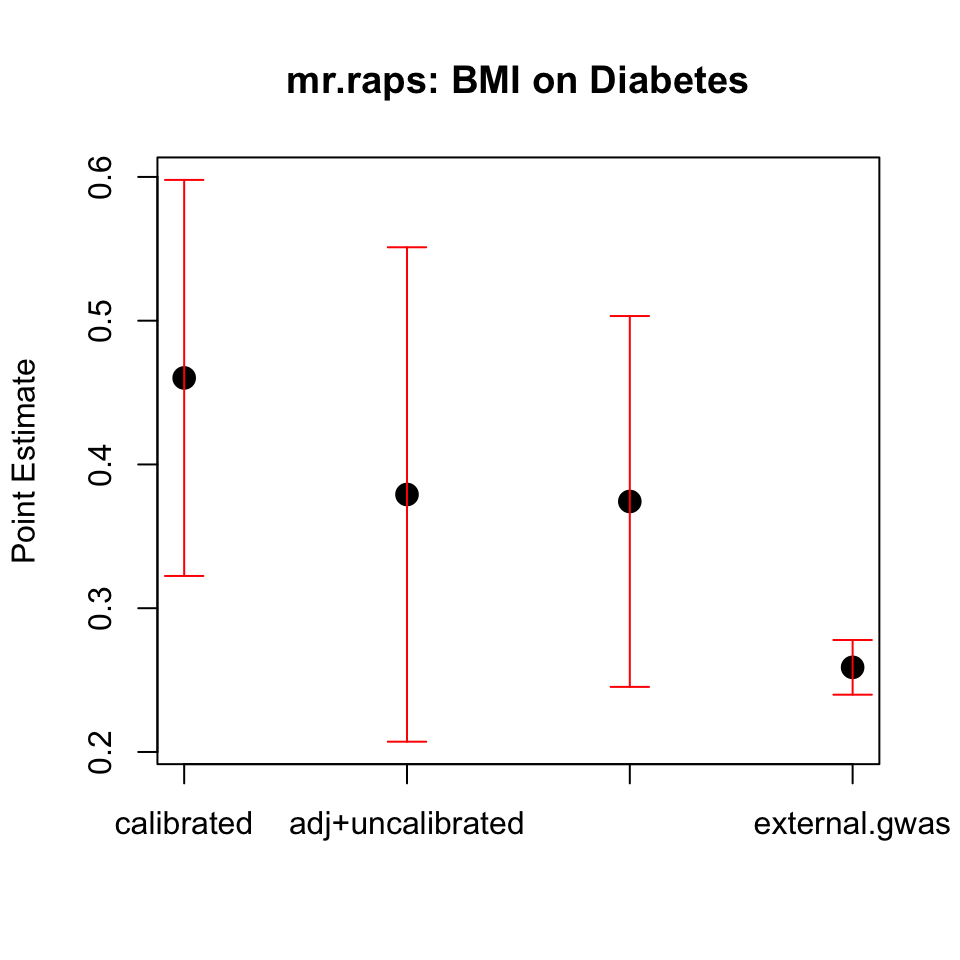 mr.raps: BMI on Diabetes
Point Estimate
0.6
0.5
0.4
0.3
0.2
calibrated adj+uncalibrated external.gwas